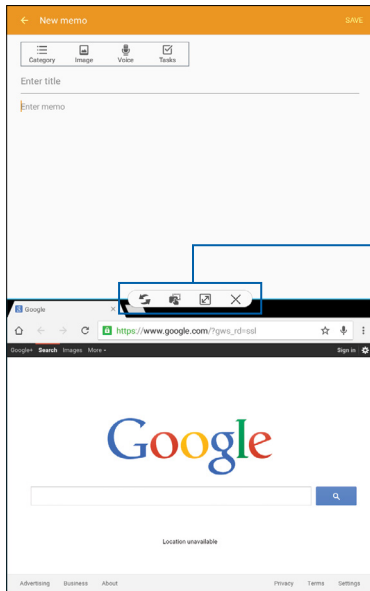 New memo SAVE
Category Image Voice Tasks
Enter title
Enter memo
Google
https://www.google.com/?gws_rd=ssl
Google+ Search Images More
Sign in
Google
Location unavailable
Advertising Business About Privacy Terms Settings